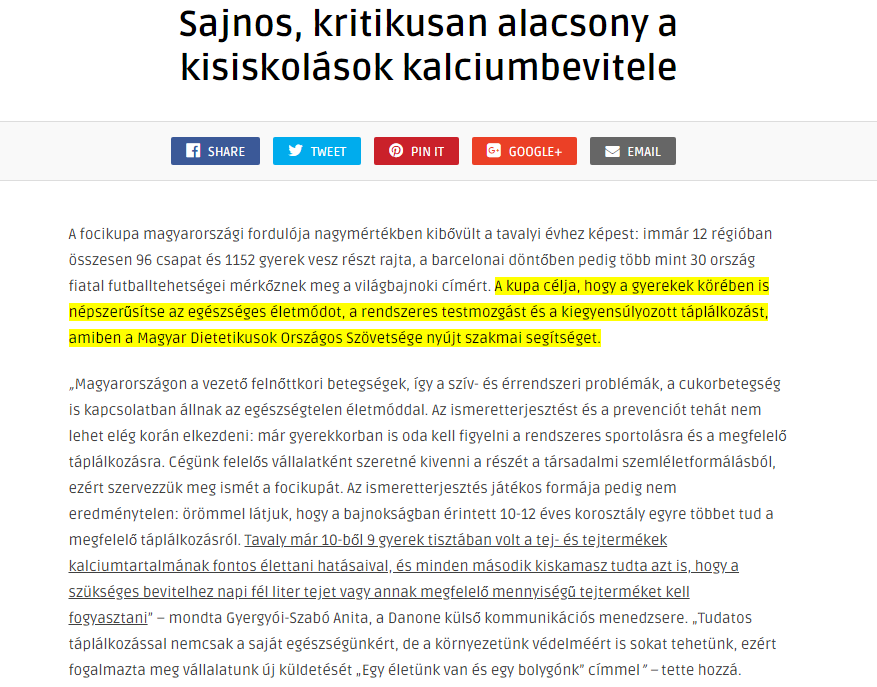 Sajnos, kritikusan alacsony a
kisiskolások kalciumbevitele
SHARE TWEET PIN IT GOOGLE+ EMAIL
A focikupa magyarországi fordulója nagymértékben kibővült a tavalyi évhez képest: immár 12 régióban
összesen 96 csapat és 1152 gyerek vesz részt rajta, a barcelonai döntőben pedig több mint 30 ország
fiatal futballtehetségei mérkőznek meg a világbajnoki címért. A kupa célja, hogy a gyerekek körében is
népszerűsítse az egészséges életmódot, a rendszeres testmozgást és a kiegyensúlyozott táplálkozást,
amiben a Magyar Dietetikusok Országos Szövetsége nyújt szakmai segítséget.
„Magyarországon a vezető felnőttkori betegségek, így a szív- és érrendszeri problémák, a cukorbetegség
is kapcsolatban állnak az egészségtelen életmóddal. Az ismeretterjesztést és a prevenciót tehát nem
lehet elég korán elkezdeni: már gyerekkorban is oda kell figyelni a rendszeres sportolásra és a megfelelő
táplálkozásra. Cégünk felelős vállalatként szeretné kivenni a részét a társadalmi szemléletformálásból,
ezért szervezzük meg ismét a focikupát. Az ismeretterjesztés játékos formája pedig nem
eredménytelen: örömmel látjuk, hogy a bajnokságban érintett 10-12 éves korosztály egyre többet tud a
megfelelő táplálkozásról. Tavaly már 10-ből 9 gyerek tisztában volt a tej- és tejtermékek
kalciumtartalmának fontos élettani hatásaival, és minden második kiskamasz tudta azt is, hogy a
szükséges bevitelhez napi fél liter tejet vagy annak megfelelő mennyiségű tejterméket kell
fogyasztani” – mondta Gyergyói-Szabó Anita, a Danone külső kommunikációs menedzsere. „Tudatos
táplálkozással nemcsak a saját egészségünkért, de a környezetünk védelméért is sokat tehetünk, ezért
fogalmazta meg vállalatunk új küldetését „Egy életünk van és egy bolygónk” címmel” – tette hozzá.